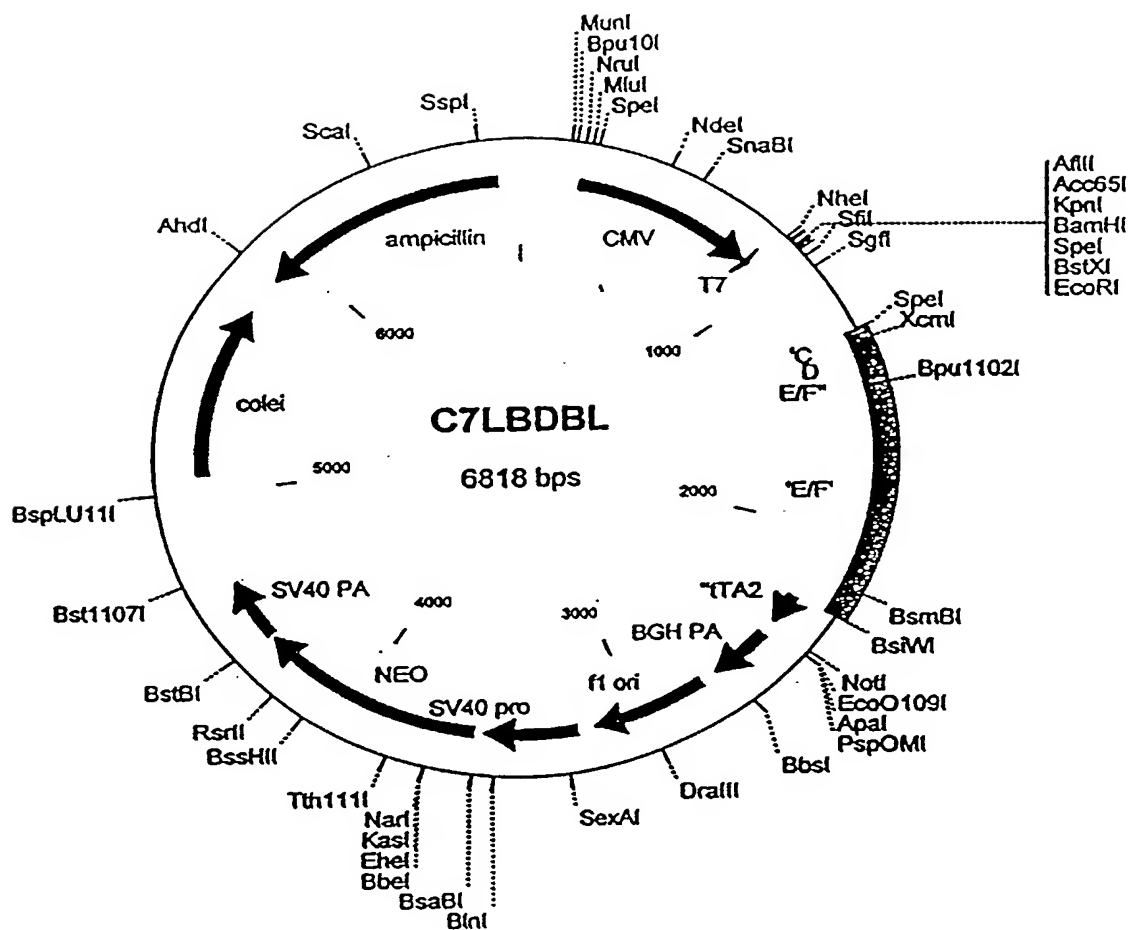 MunI
Bpu10I
NruI
MluI
SpeI
NdeI
SnaBI
SspI
ScaI
AhdI
NheI
SfiI
SgfI
AflII
Acc65I
KpnI
BamHI
SpeI
BstXI
EcoRI
ampicillin
CMV
T7
SpeI
XcmI
Bpu1102I
6000
1000
'C
D
E/F"
colei
C7LBDBL
6818 bps
5000
2000
'E/F'
BspLU11I
Bst1107I
SV40 PA
4000
3000
"tTA2
BGH PA
BsmBI
BsiWI
NEO
f1 ori
SV40 pro
NotI
EcoO109I
ApaI
PspOMI
BstBI
RsrII
BssHII
Tth111I
NarI
KasI
EheI
BbeI
BsaBI
BlnI
SexAI
DraIII
BbsI